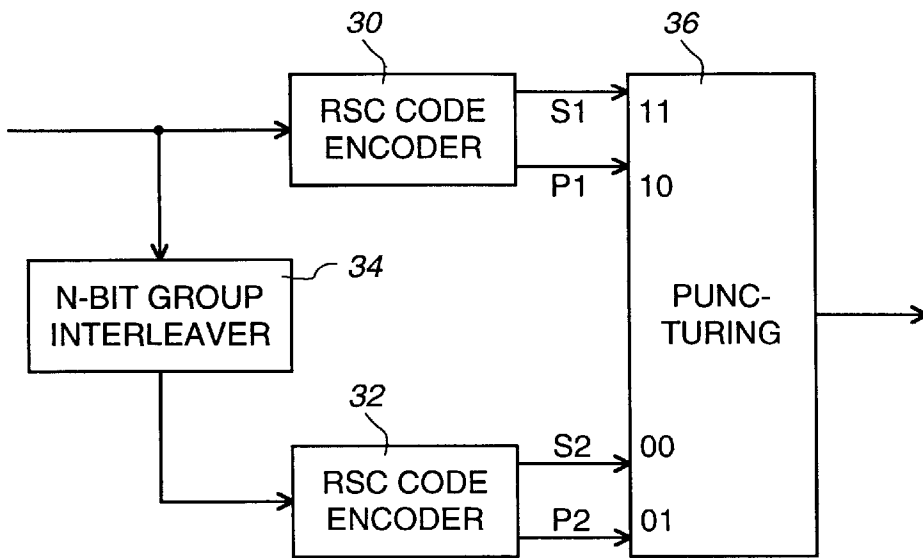 30
RSC CODE
ENCODER
S1
P1
36
11
10
34
N-BIT GROUP
INTERLEAVER
PUNC-
TURING
32
RSC CODE
ENCODER
S2
P2
00
01